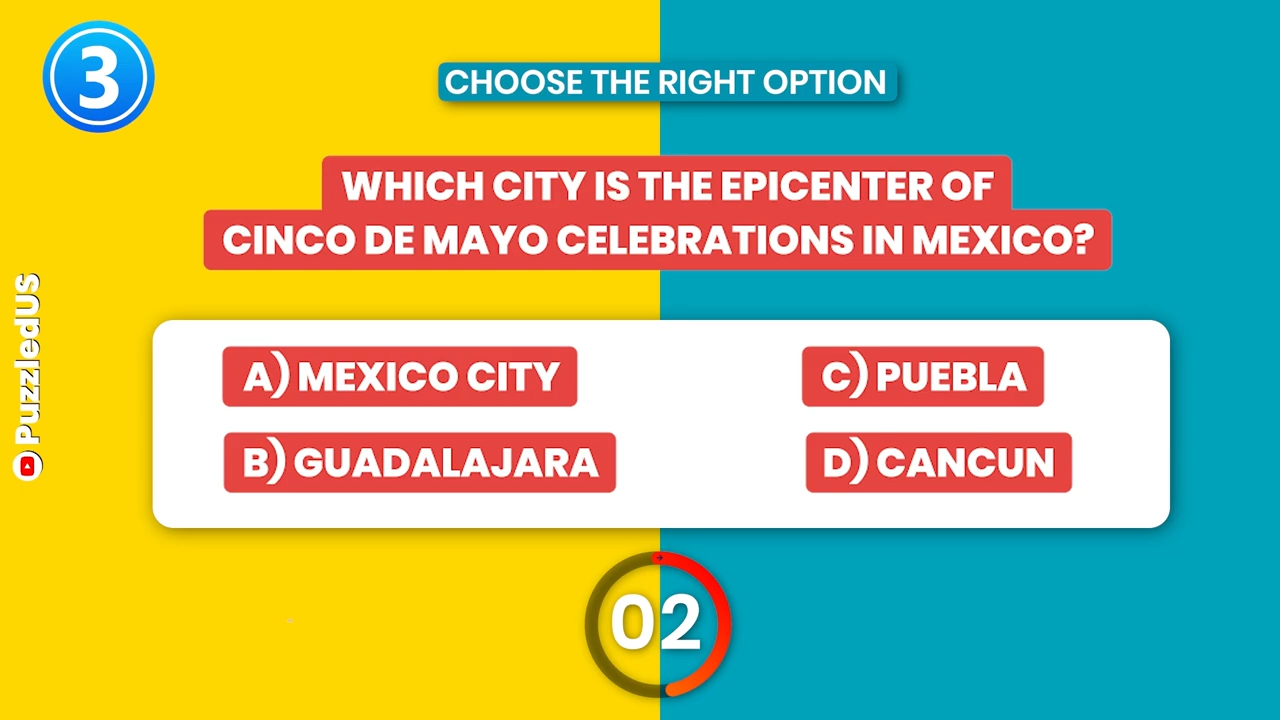 3
CHOOSE THE RIGHT OPTION
WHICH CITY IS THE EPICENTER OF
CINCO DE MAYO CELEBRATIONS IN MEXICO?
A) MEXICO CITY
B) GUADALAJARA
C) PUEBLA
D) CANCUN
02
PuzzledUS